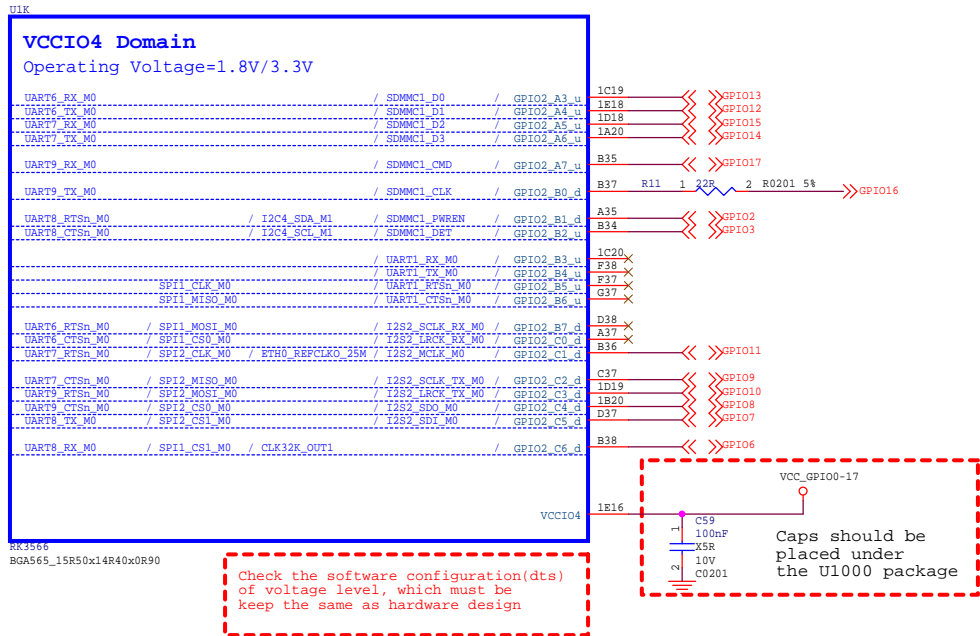 U1K
VCCIO4 Domain
Operating Voltage=1.8V/3.3V
UART6_RX_M0 / SDMMC1_D0 / GPIO2_A3_u 1C19 GPIO13
UART6_TX_M0 / SDMMC1_D1 / GPIO2_A4_u 1E18 GPIO12
UART7_RX_M0 / SDMMC1_D2 / GPIO2_A5_u 1D18 GPIO15
UART7_TX_M0 / SDMMC1_D3 / GPIO2_A6_u 1A20 GPIO14
UART9_RX_M0 / SDMMC1_CMD / GPIO2_A7_u B35 GPIO17
UART9_TX_M0 / SDMMC1_CLK / GPIO2_B0_d B37 R11 1 22R 2 R0201 5% GPIO16
UART8_RTSn_M0 / I2C4_SDA_M1 / SDMMC1_PWREN / GPIO2_B1_d A35 GPIO2
UART8_CTSn_M0 / I2C4_SCL_M1 / SDMMC1_DET / GPIO2_B2_u B34 GPIO3
/ UART1_RX_M0 / GPIO2_B3_u 1C20
/ UART1_TX_M0 / GPIO2_B4_u F38
SPI1_CLK_M0 / UART1_RTSn_M0 / GPIO2_B5_u F37
SPI1_MISO_M0 / UART1_CTSn_M0 / GPIO2_B6_u G37
UART6_RTSn_M0 / SPI1_MOSI_M0 / I2S2_SCLK_RX_M0 / GPIO2_B7_d D38
UART6_CTSn_M0 / SPI1_CS0_M0 / I2S2_LRCK_RX_M0 / GPIO2_C0_d A37
UART7_RTSn_M0 / SPI2_CLK_M0 / ETH0_REFCLKO_25M / I2S2_MCLK_M0 / GPIO2_C1_d B36 GPIO11
UART7_CTSn_M0 / SPI2_MISO_M0 / I2S2_SCLK_TX_M0 / GPIO2_C2_d C37 GPIO9
UART9_RTSn_M0 / SPI2_MOSI_M0 / I2S2_LRCK_TX_M0 / GPIO2_C3_d 1D19 GPIO10
UART9_CTSn_M0 / SPI2_CS0_M0 / I2S2_SDO_M0 / GPIO2_C4_d 1B20 GPIO8
UART8_TX_M0 / SPI2_CS1_M0 / I2S2_SDI_M0 / GPIO2_C5_d D37 GPIO7
UART8_RX_M0 / SPI1_CS1_M0 / CLK32K_OUT1 / GPIO2_C6_d B38 GPIO6
VCC_GPIO0-17
VCCIO4 1E16
1 C59
100nF
X5R
10V
2 C0201
Caps should be
placed under
the U1000 package
RK3566
BGA565_15R50x14R40x0R90
Check the software configuration(dts)
of voltage level, which must be
keep the same as hardware design